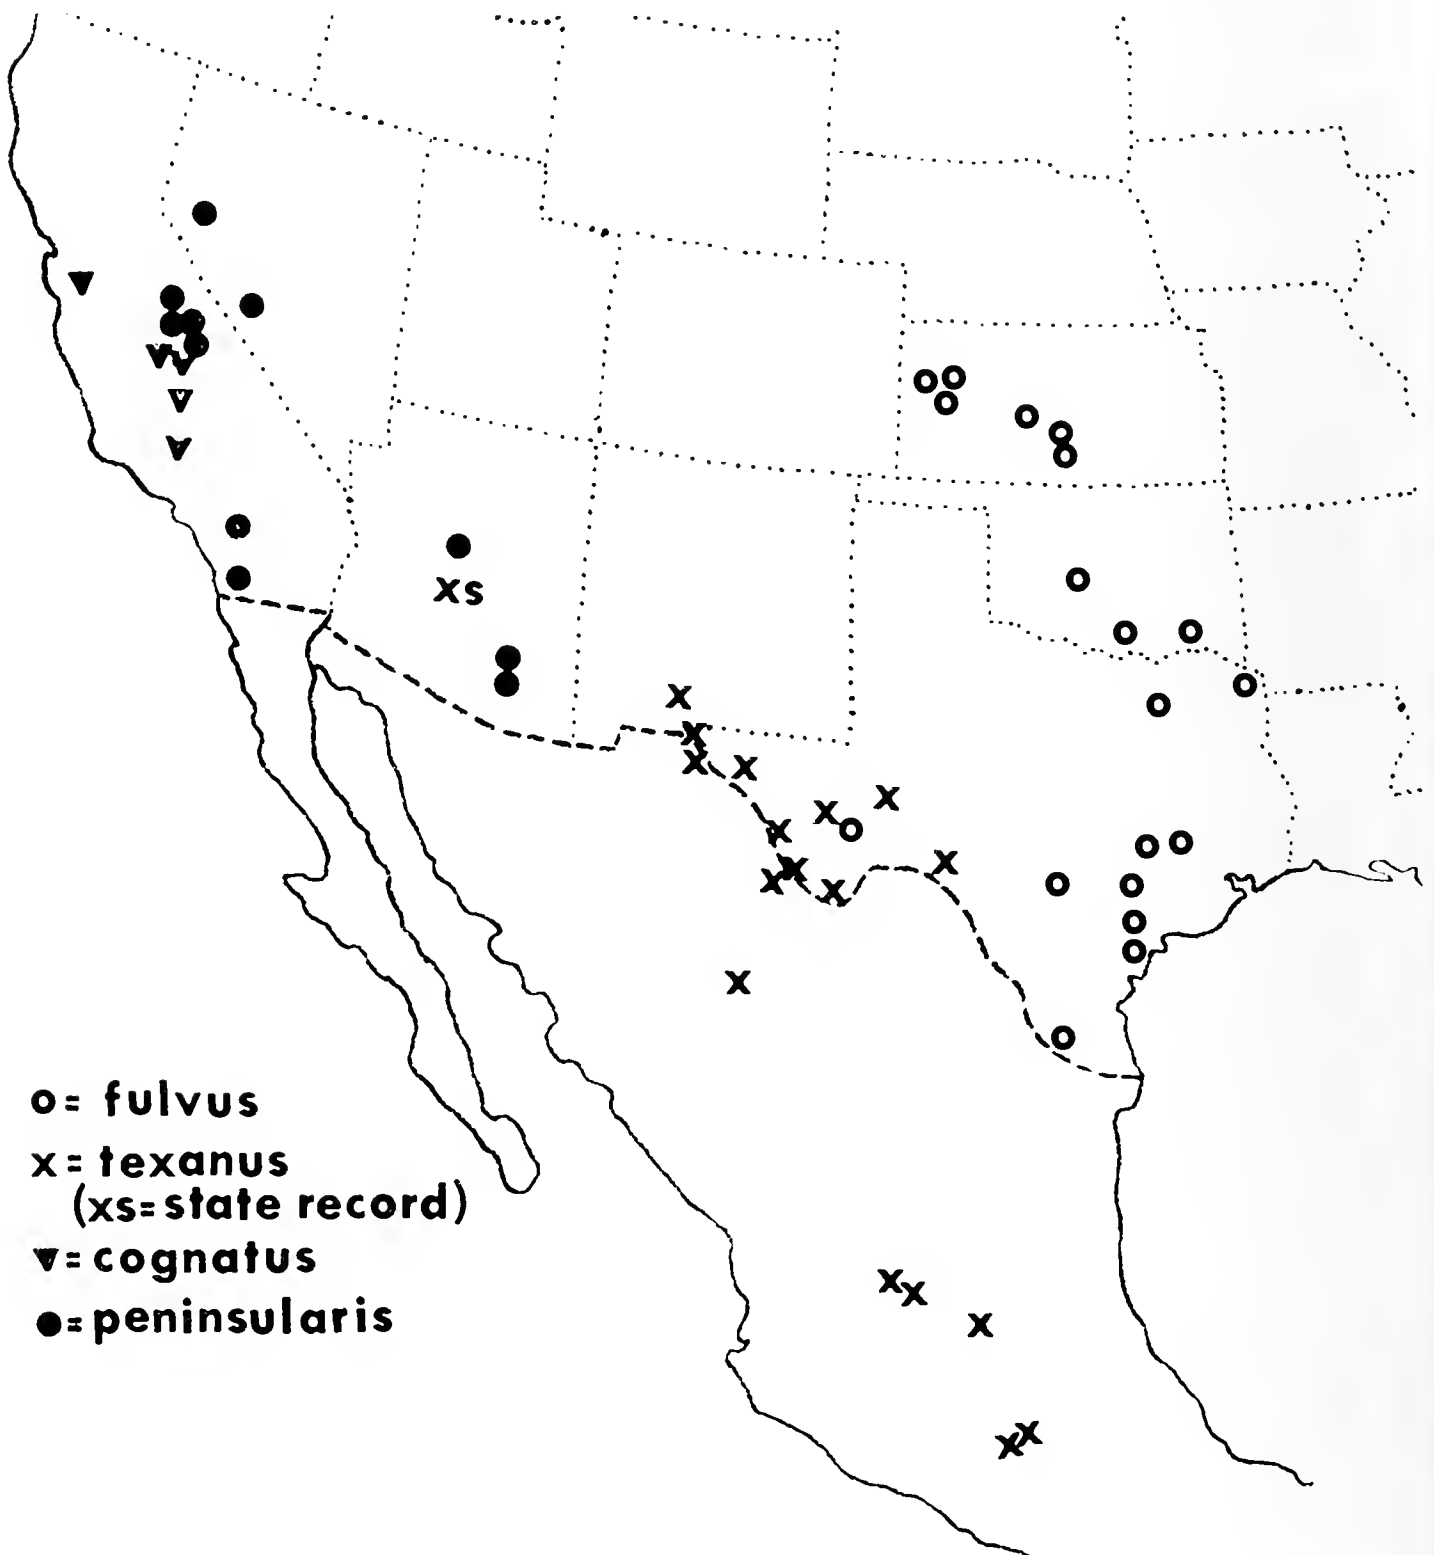 xs
o= fulvus
x= texanus
(xs=state record)
▼= cognatus
●= peninsularis